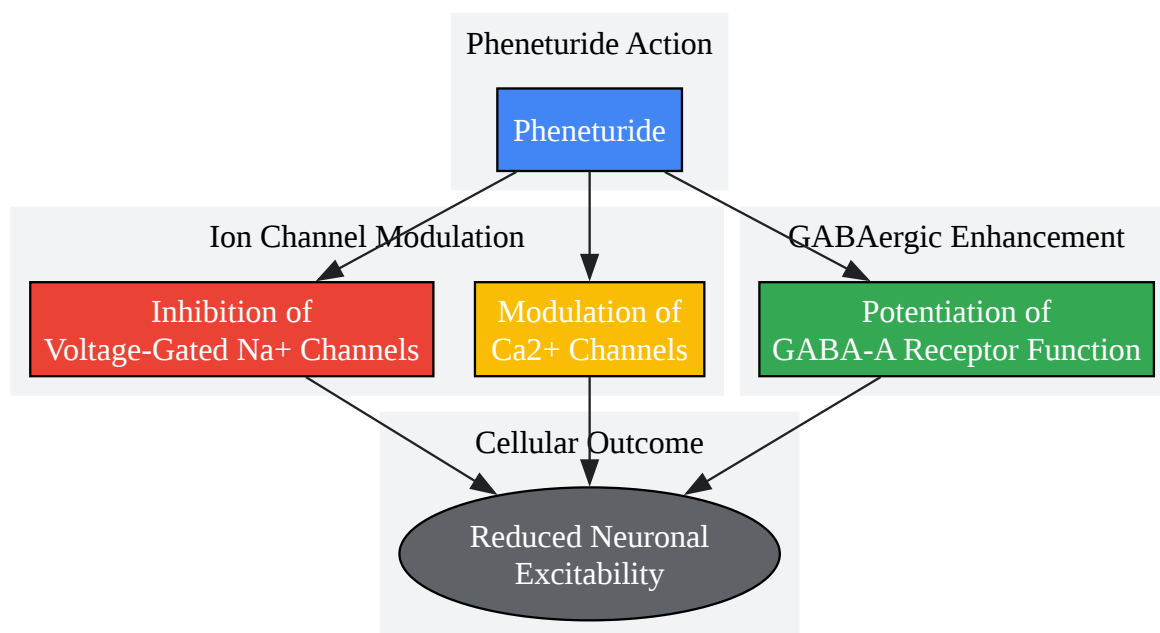 Pheneturide Action
Pheneturide
Ion Channel Modulation
GABAergic Enhancement
Inhibition of
Voltage-Gated Na+ Channels
Modulation of
Ca2+ Channels
Potentiation of
GABA-A Receptor Function
Cellular Outcome
Reduced Neuronal
Excitability